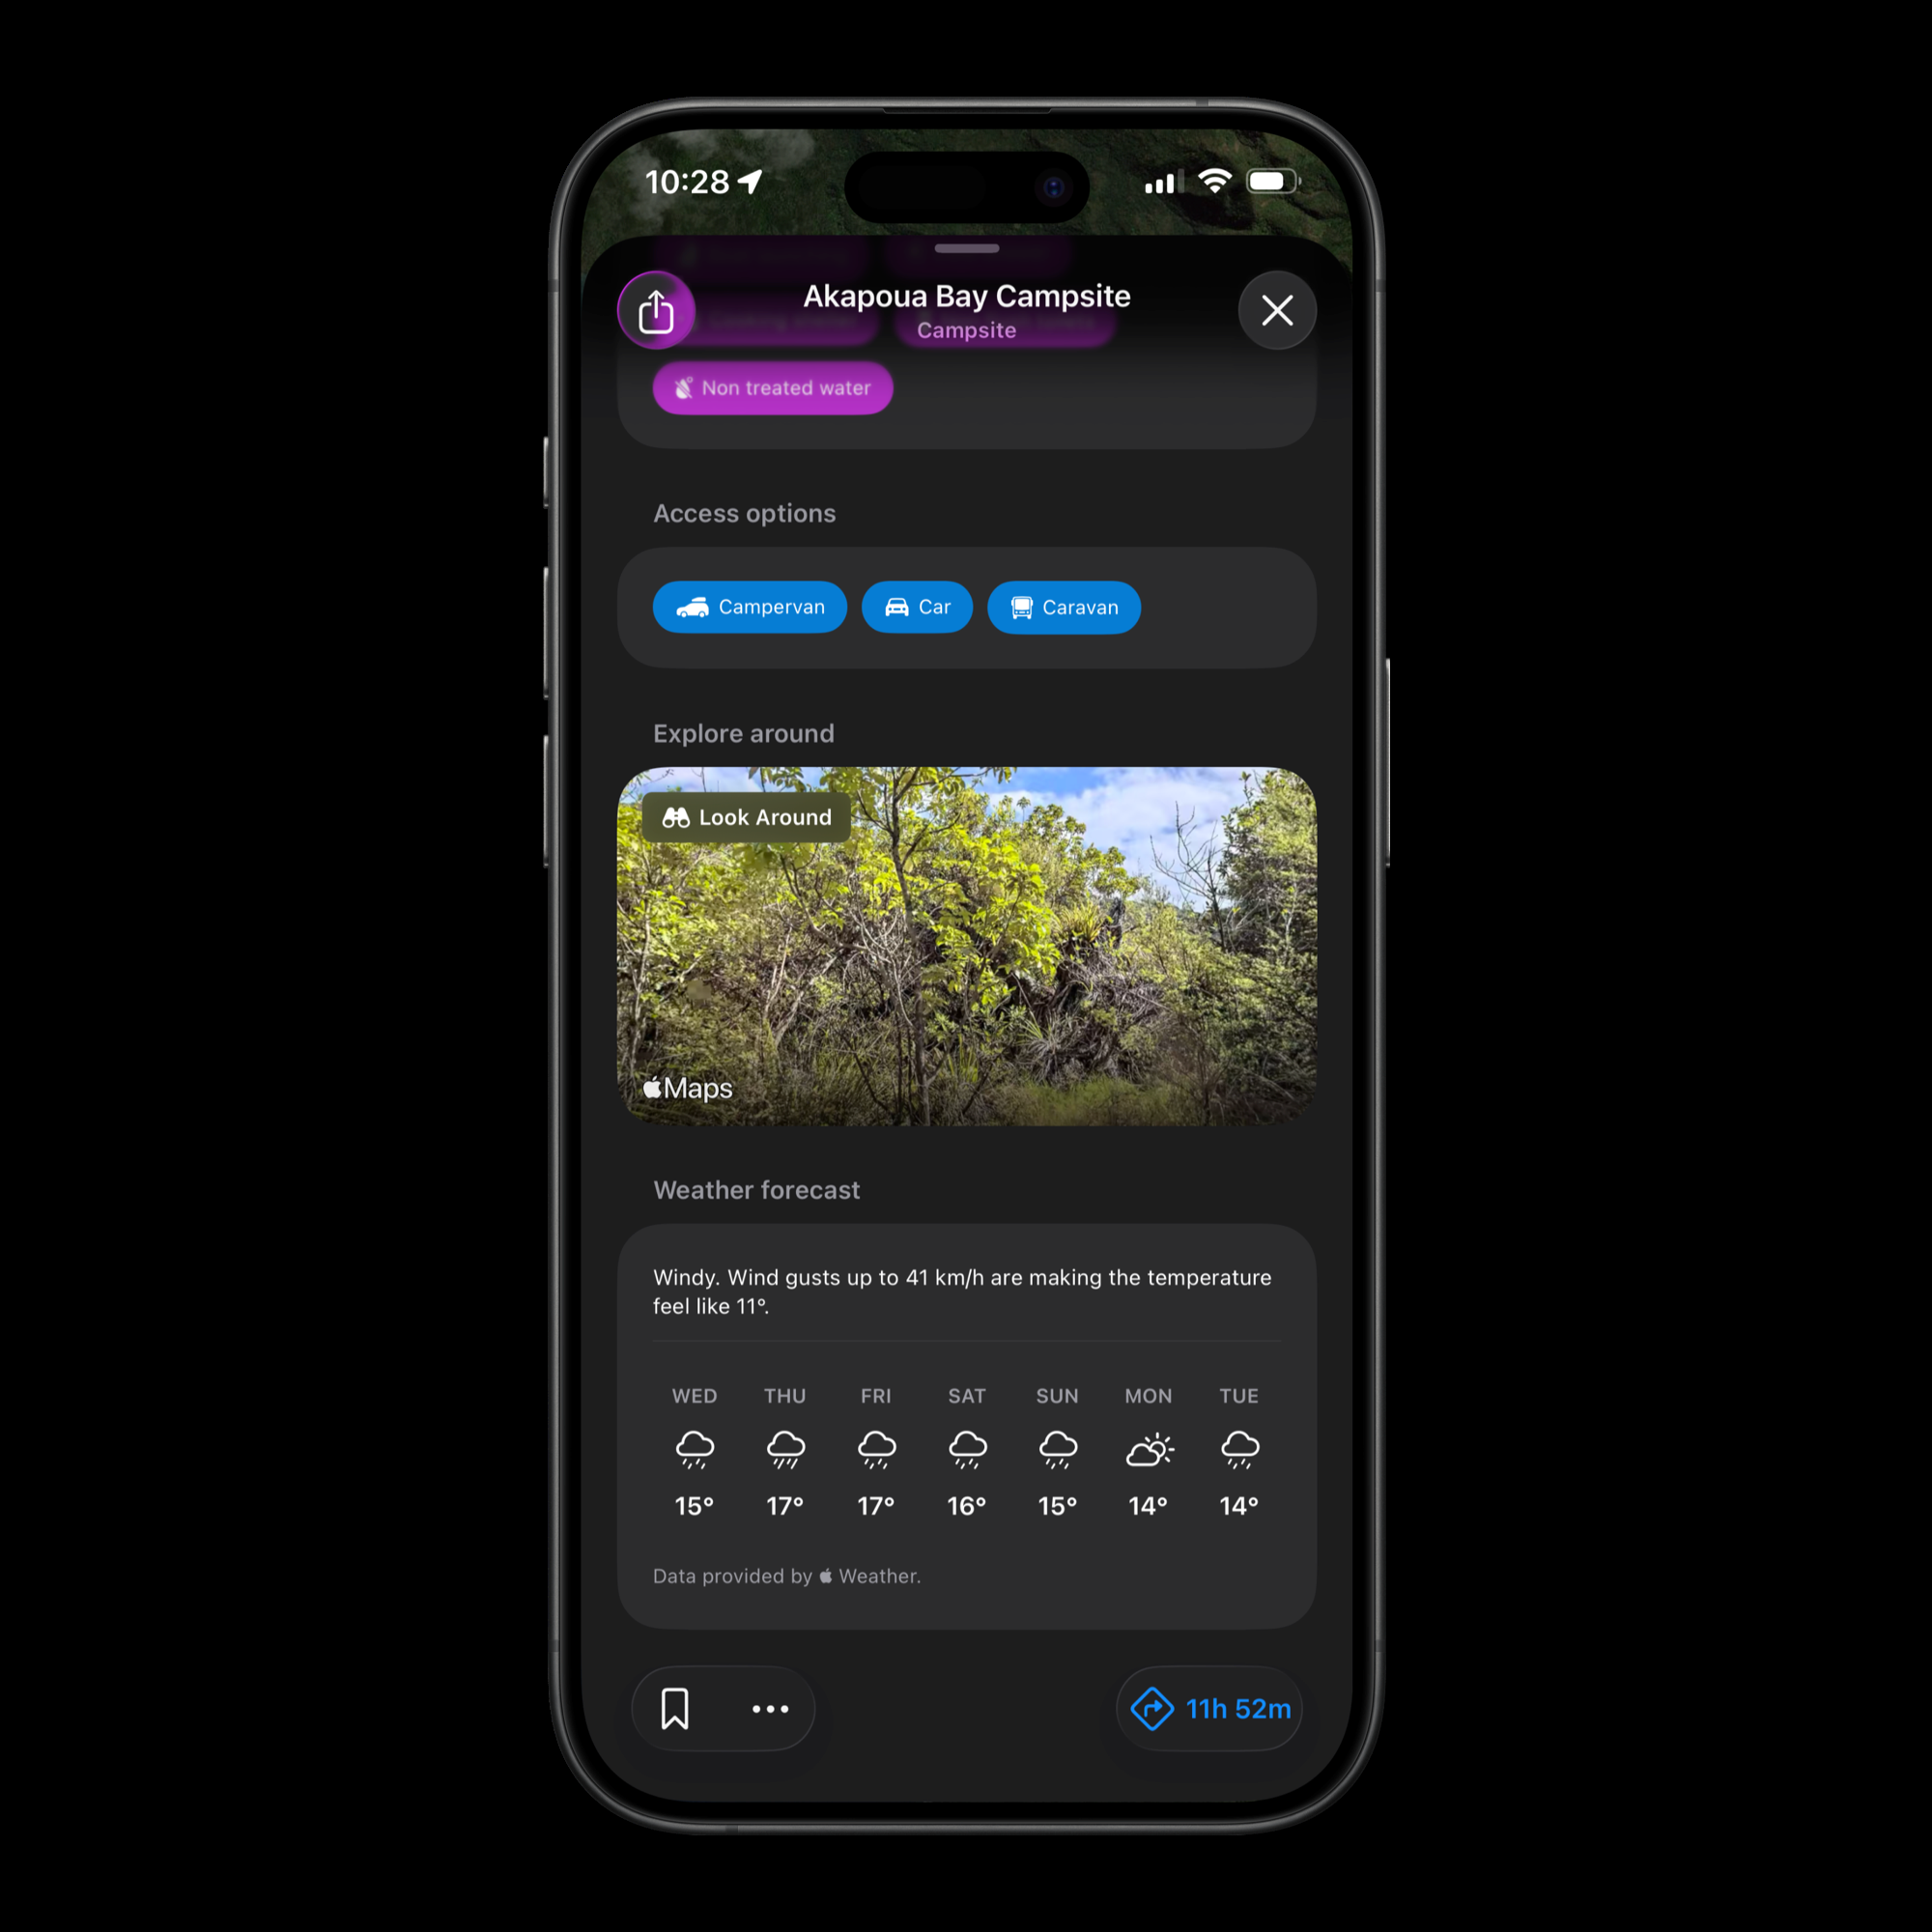 10:28
Akapoua Bay Campsite
Campsite
Non treated water
Access options
Campervan Car Caravan
Explore around
Look Around
Maps
Weather forecast
Windy. Wind gusts up to 41 km/h are making the temperature
feel like 11°.
WED THU FRI SAT SUN MON TUE
15° 17° 17° 16° 15° 14° 14°
Data provided by  Weather.
11h 52m